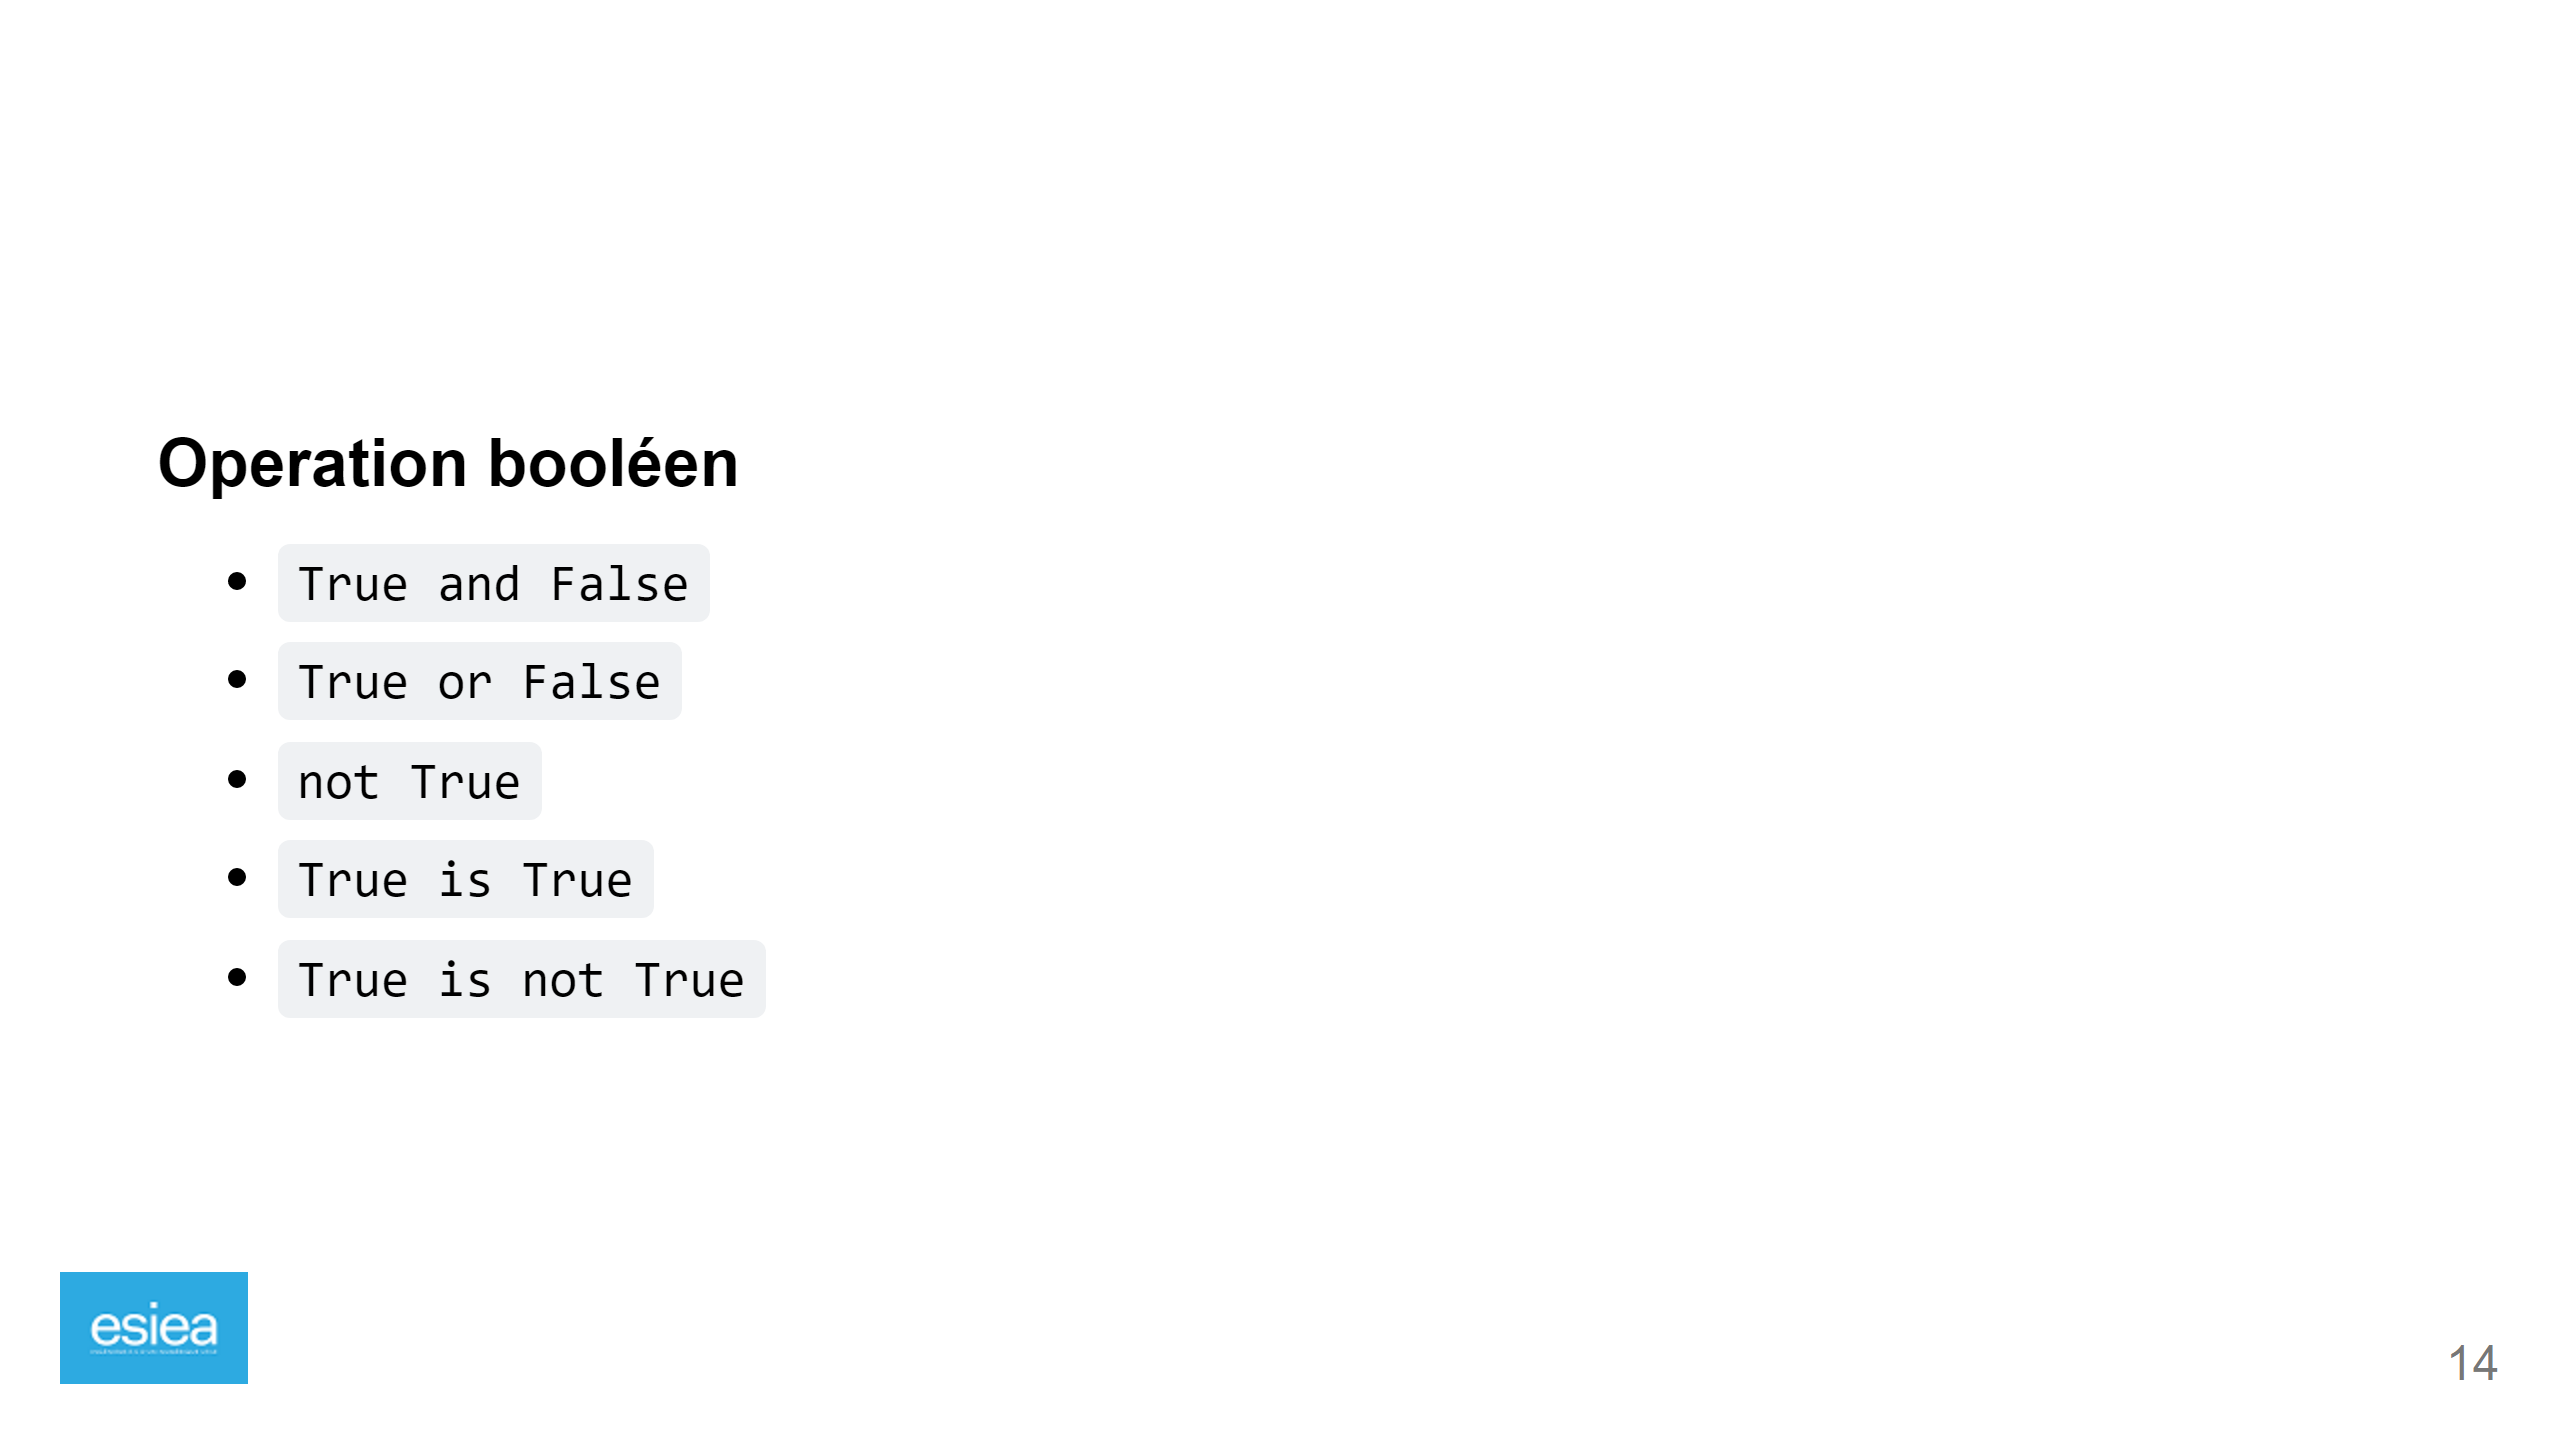 Operation booléen
True and False
True or False
not True
True is True
True is not True
esiea
14